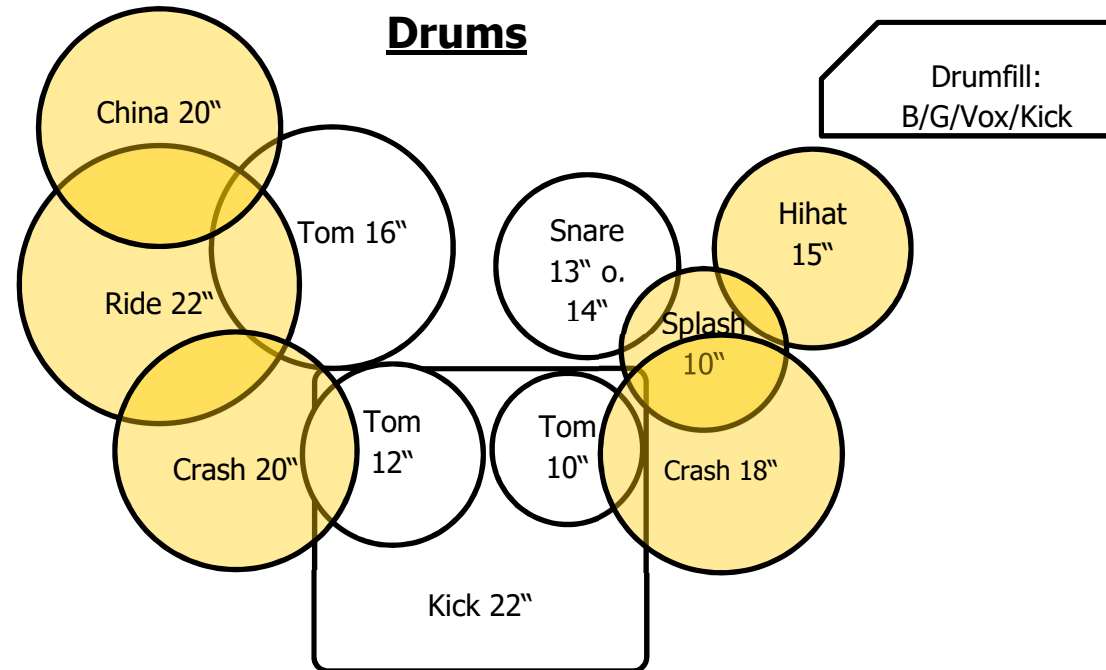 Drums
Drumfill:
B/G/Vox/Kick
China 20“
Tom 16“
Snare
13“ o.
14“
Hihat
15“
Ride 22“
Splash
10“
Tom
12“
Tom
10“
Crash 20“
Crash 18“
Kick 22“